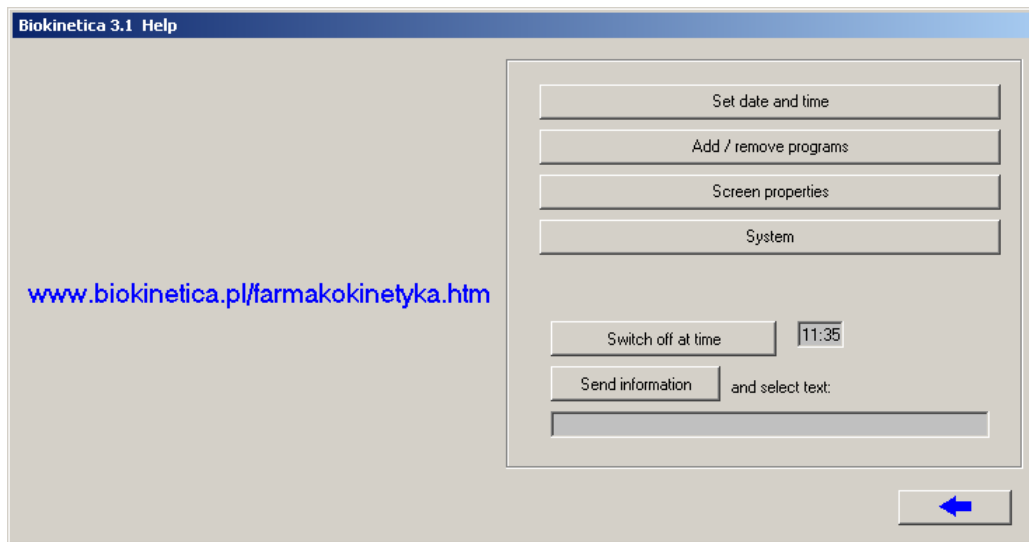 Biokinetica 3.1 Help
www.biokinetica.pl/farmakokinetyka.htm
Set date and time
Add / remove programs
Screen properties
System
Switch off at time 11:35
Send information and select text: